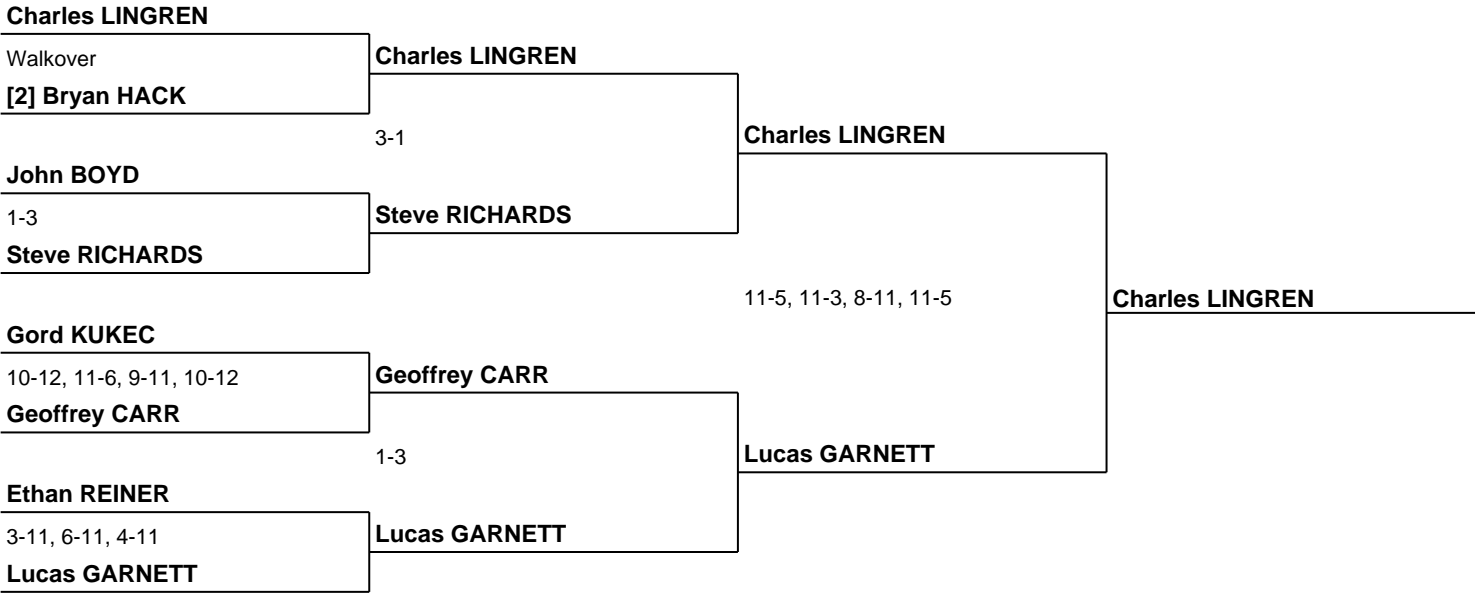 Charles LINGREN
Walkover
[2] Bryan HACK
John BOYD
1-3
Steve RICHARDS
Gord KUKEC
10-12, 11-6, 9-11, 10-12
Geoffrey CARR
Ethan REINER
3-11, 6-11, 4-11
Lucas GARNETT
Charles LINGREN
3-1
Steve RICHARDS
Geoffrey CARR
1-3
Lucas GARNETT
Charles LINGREN
11-5, 11-3, 8-11, 11-5
Lucas GARNETT
Charles LINGREN